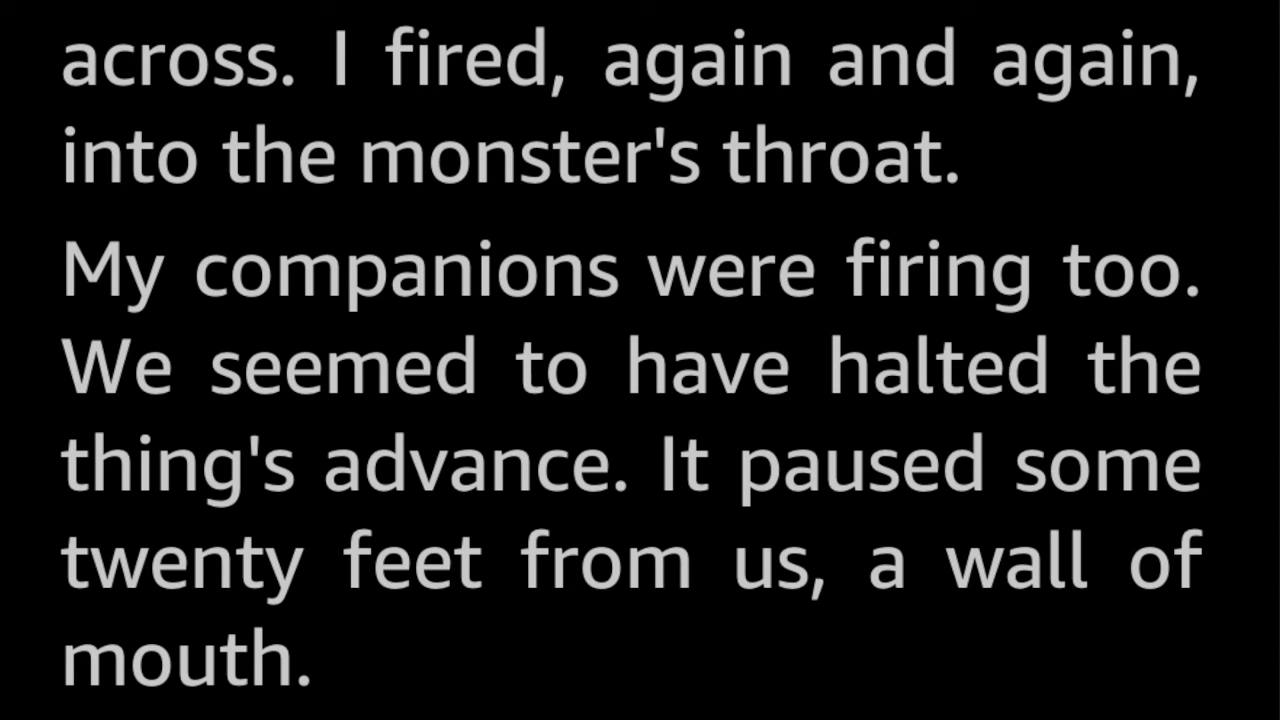 across. I fired, again and again,
into the monster's throat.
My companions were firing too.
We seemed to have halted the
thing's advance. It paused some
twenty feet from us, a wall of
mouth.